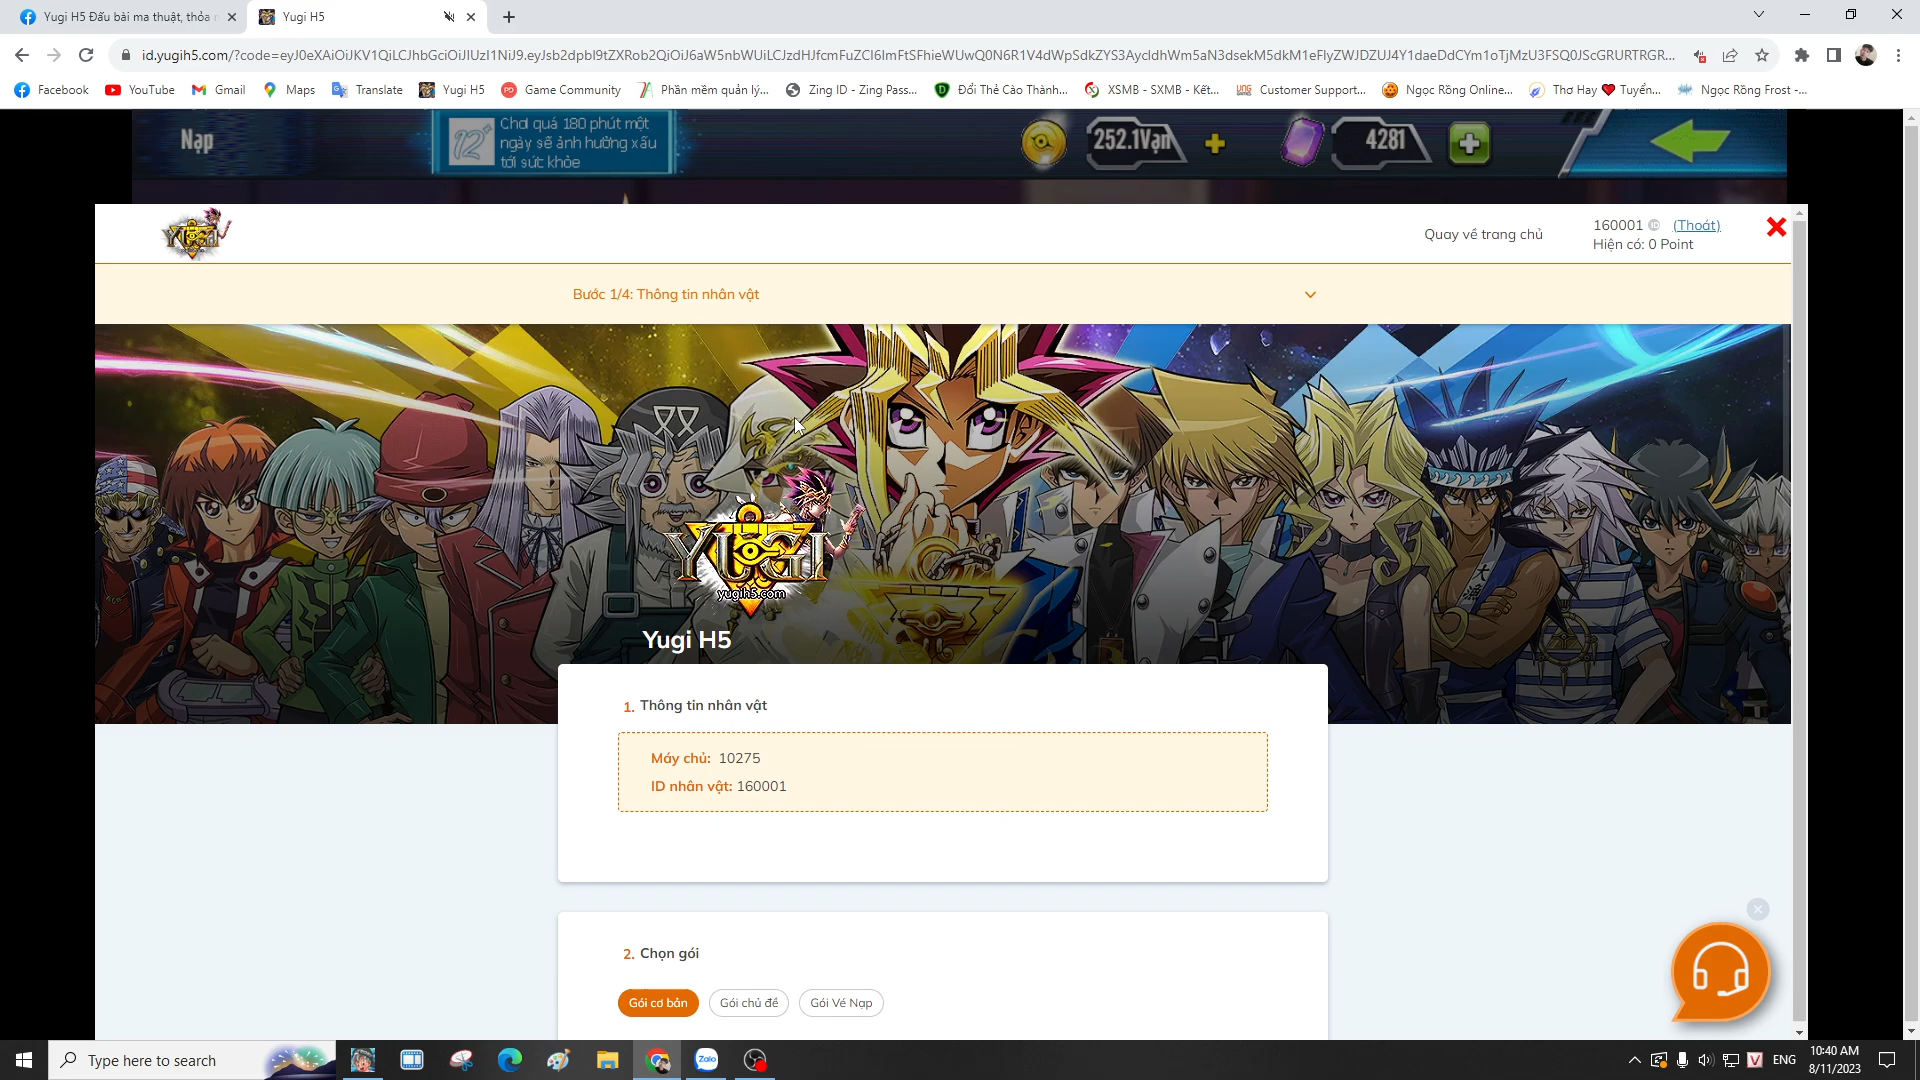 Yugi H5 Đấu bài ma thuật, thỏa
Yugi H5
id.yugih5.com/?code=
Facebook
YouTube
Gmail
Maps
Translate
Yugi H5
Game Community
Phần mềm quản lý...
Zing ID - Zing Pass...
Đổi Thẻ Cào Thành...
XSMB - SXMB - Kết...
Customer Support...
Ngọc Rồng Online...
Thơ Hay ❤ Tuyển...
Ngọc Rồng Frost -...
Nạp
12+
Chơi quá 180 phút một
ngày sẽ ảnh hưởng xấu
tới sức khỏe
252.1Vạn
4281
YUGI
Quay về trang chủ
160001 ID (Thoát)
Hiện có: 0 Point
Bước 1/4: Thông tin nhân vật
YUGI
yugih5.com
Yugi H5
1. Thông tin nhân vật
Máy chủ: 10275
ID nhân vật: 160001
2. Chọn gói
Gói cơ bản
Gói chủ đề
Gói Vé Nạp
Type here to search
Zalo
ENG
10:40 AM
8/11/2023